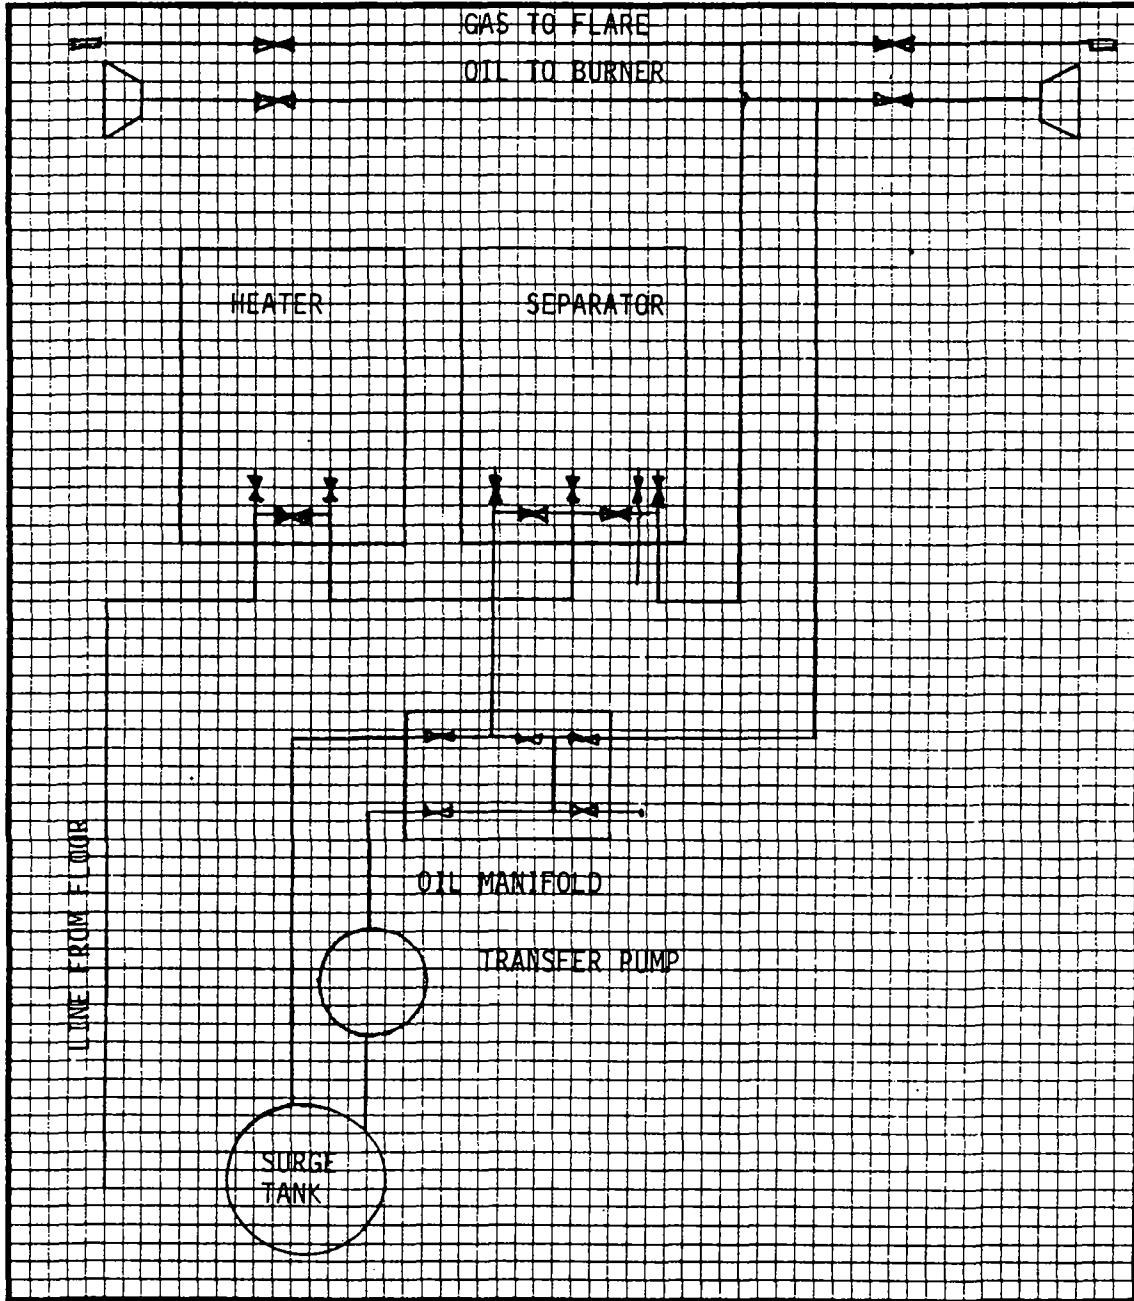 GAS TO FLARE
OIL TO BURNER
HEATER
SEPARATOR
OIL MANIFOLD
LINE FROM FLOOR
TRANSFER PUMP
SURGE
TANK